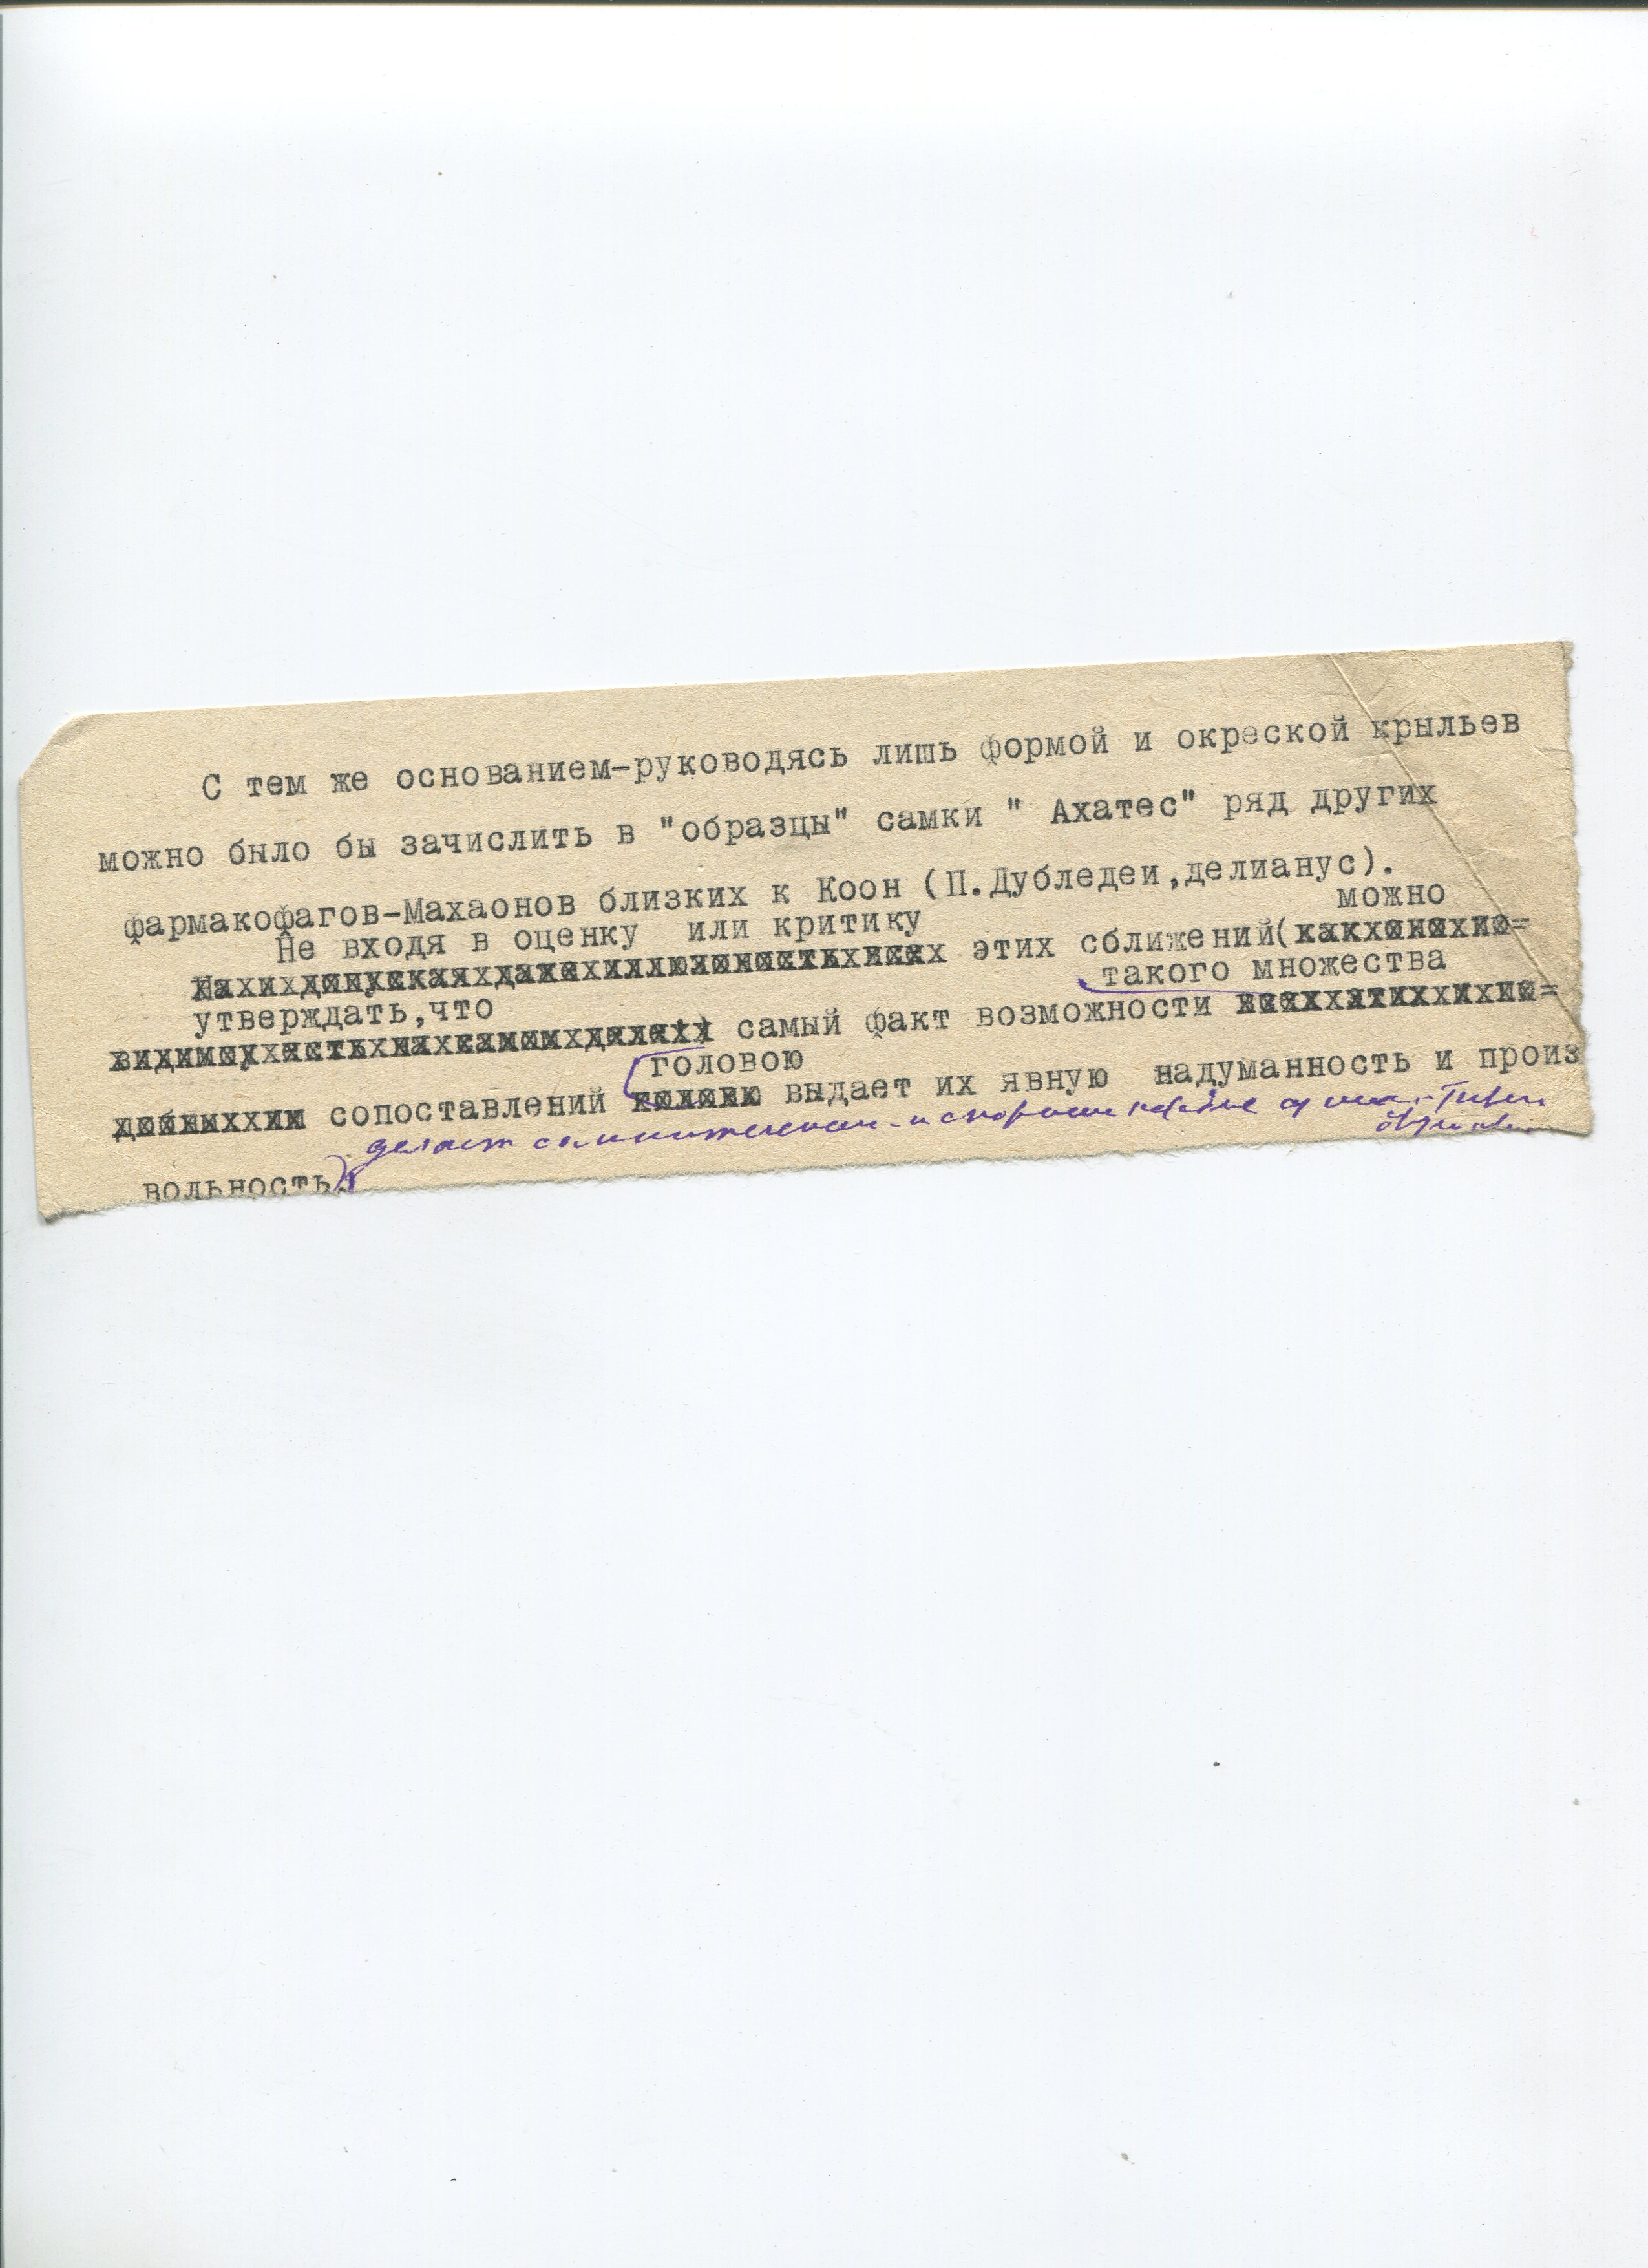 С тем же основанием-руководясь лишь формой и окреской крыльев
можно было бы зачислить в "образцы" самки " Ахатес" ряд других
фармакофагов-Махаонов близких к Коон (П.Дубледеи,делианус).
Не входя в оценку или критику можно
этих сближений(
утверждать,что такого множества
самый факт возможности
головою
сопоставлений выдает их явную надуманность и произ
делает
вольность